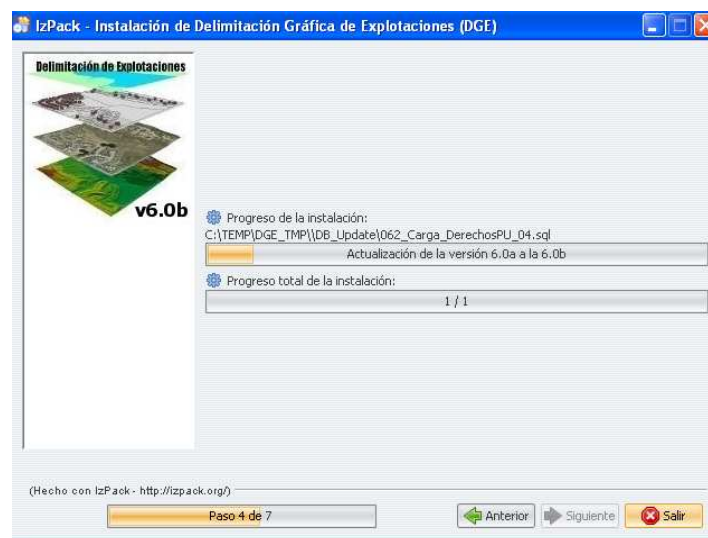 IzPack - Instalación de Delimitación Gráfica de Explotaciones (DGE)
Delimitación de Explotaciones
v6.0b
Progreso de la instalación:
C:\TEMP\DGE_TMP\\DB_Update\062_Carga_DerechosPU_04.sql
Actualización de la versión 6.0a a la 6.0b
Progreso total de la instalación:
1 / 1
(Hecho con IzPack - http://izpack.org/)
Paso 4 de 7
Anterior
Siguiente
Salir